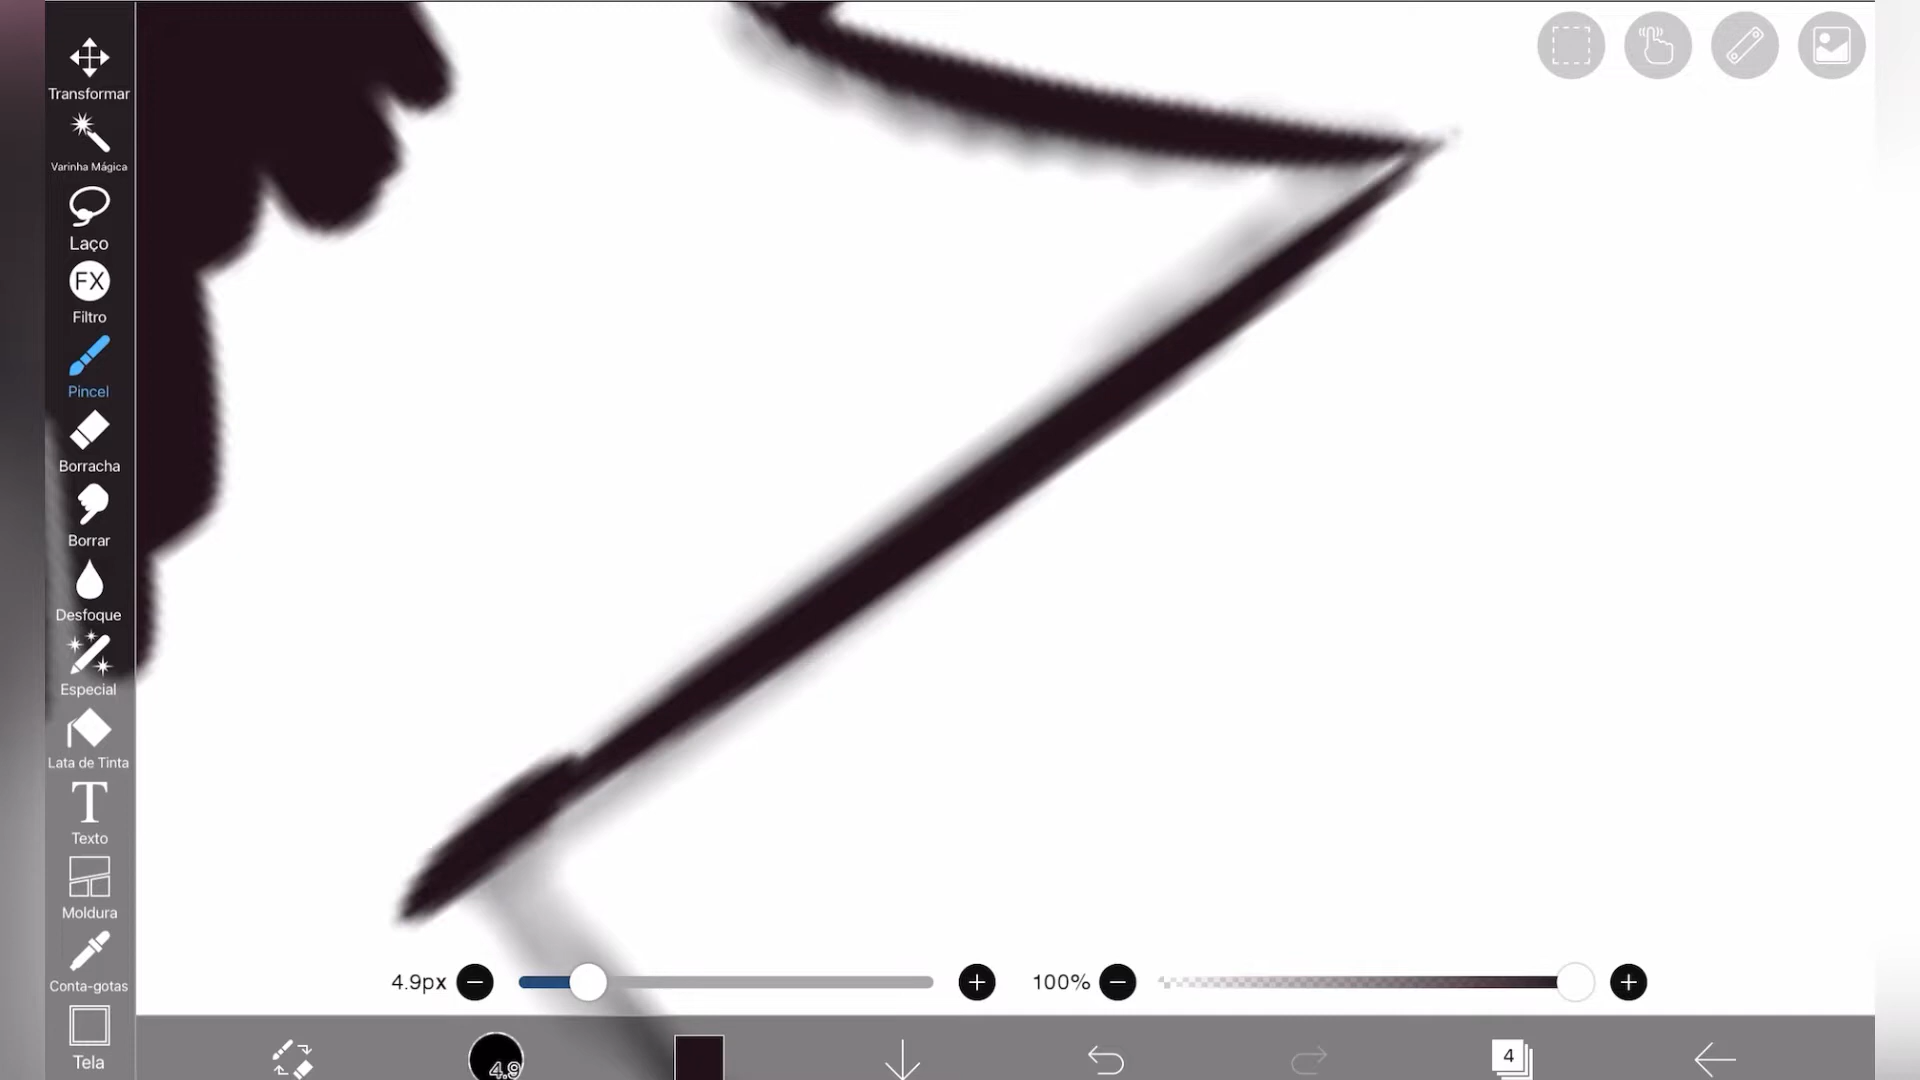 Transformar
Varinha Mágica
Laço
FX
Filtro
Pincel
Borracha
Borrar
Desfoque
Especial
Lata de Tinta
T
Texto
Moldura
Conta-gotas
Tela
4.9px
100%
4.9
4